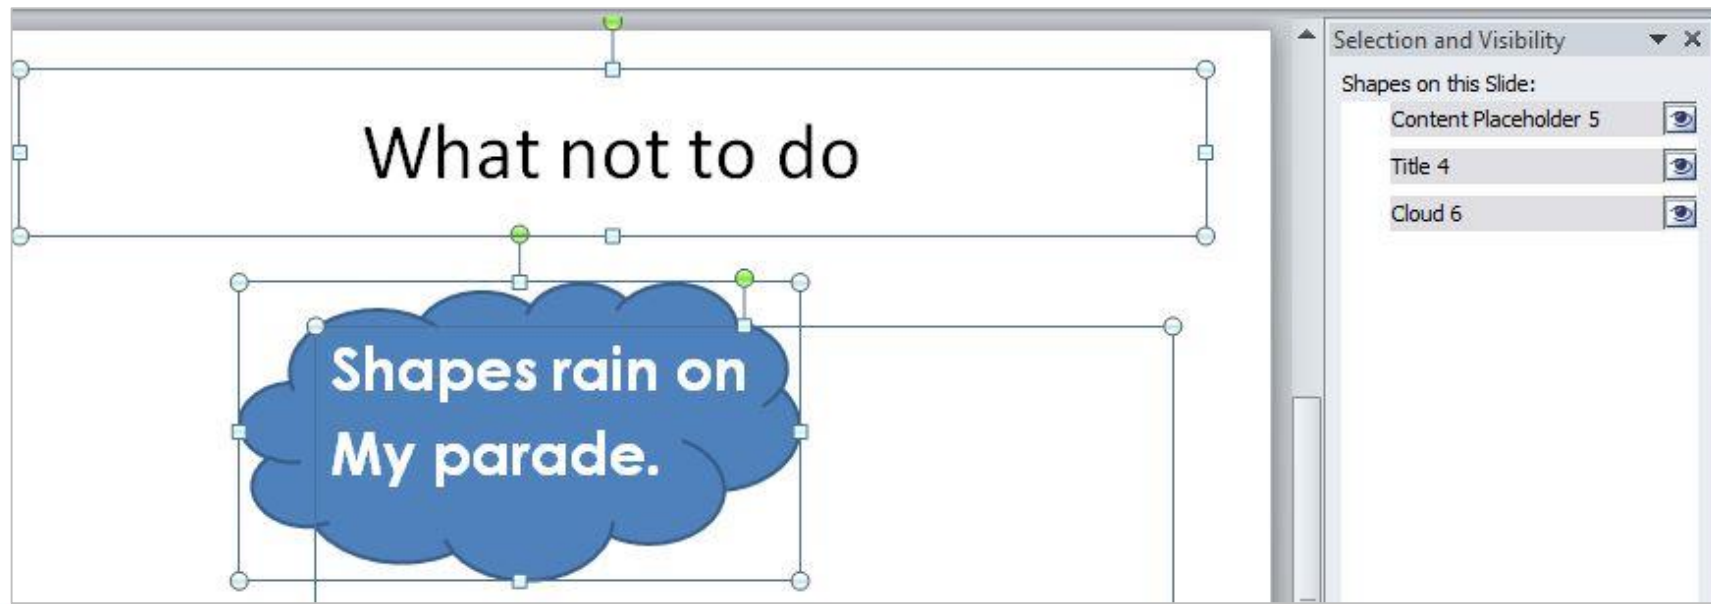 What not to do
Shapes rain on
My parade.
Selection and Visibility
Shapes on this Slide:
Content Placeholder 5
Title 4
Cloud 6